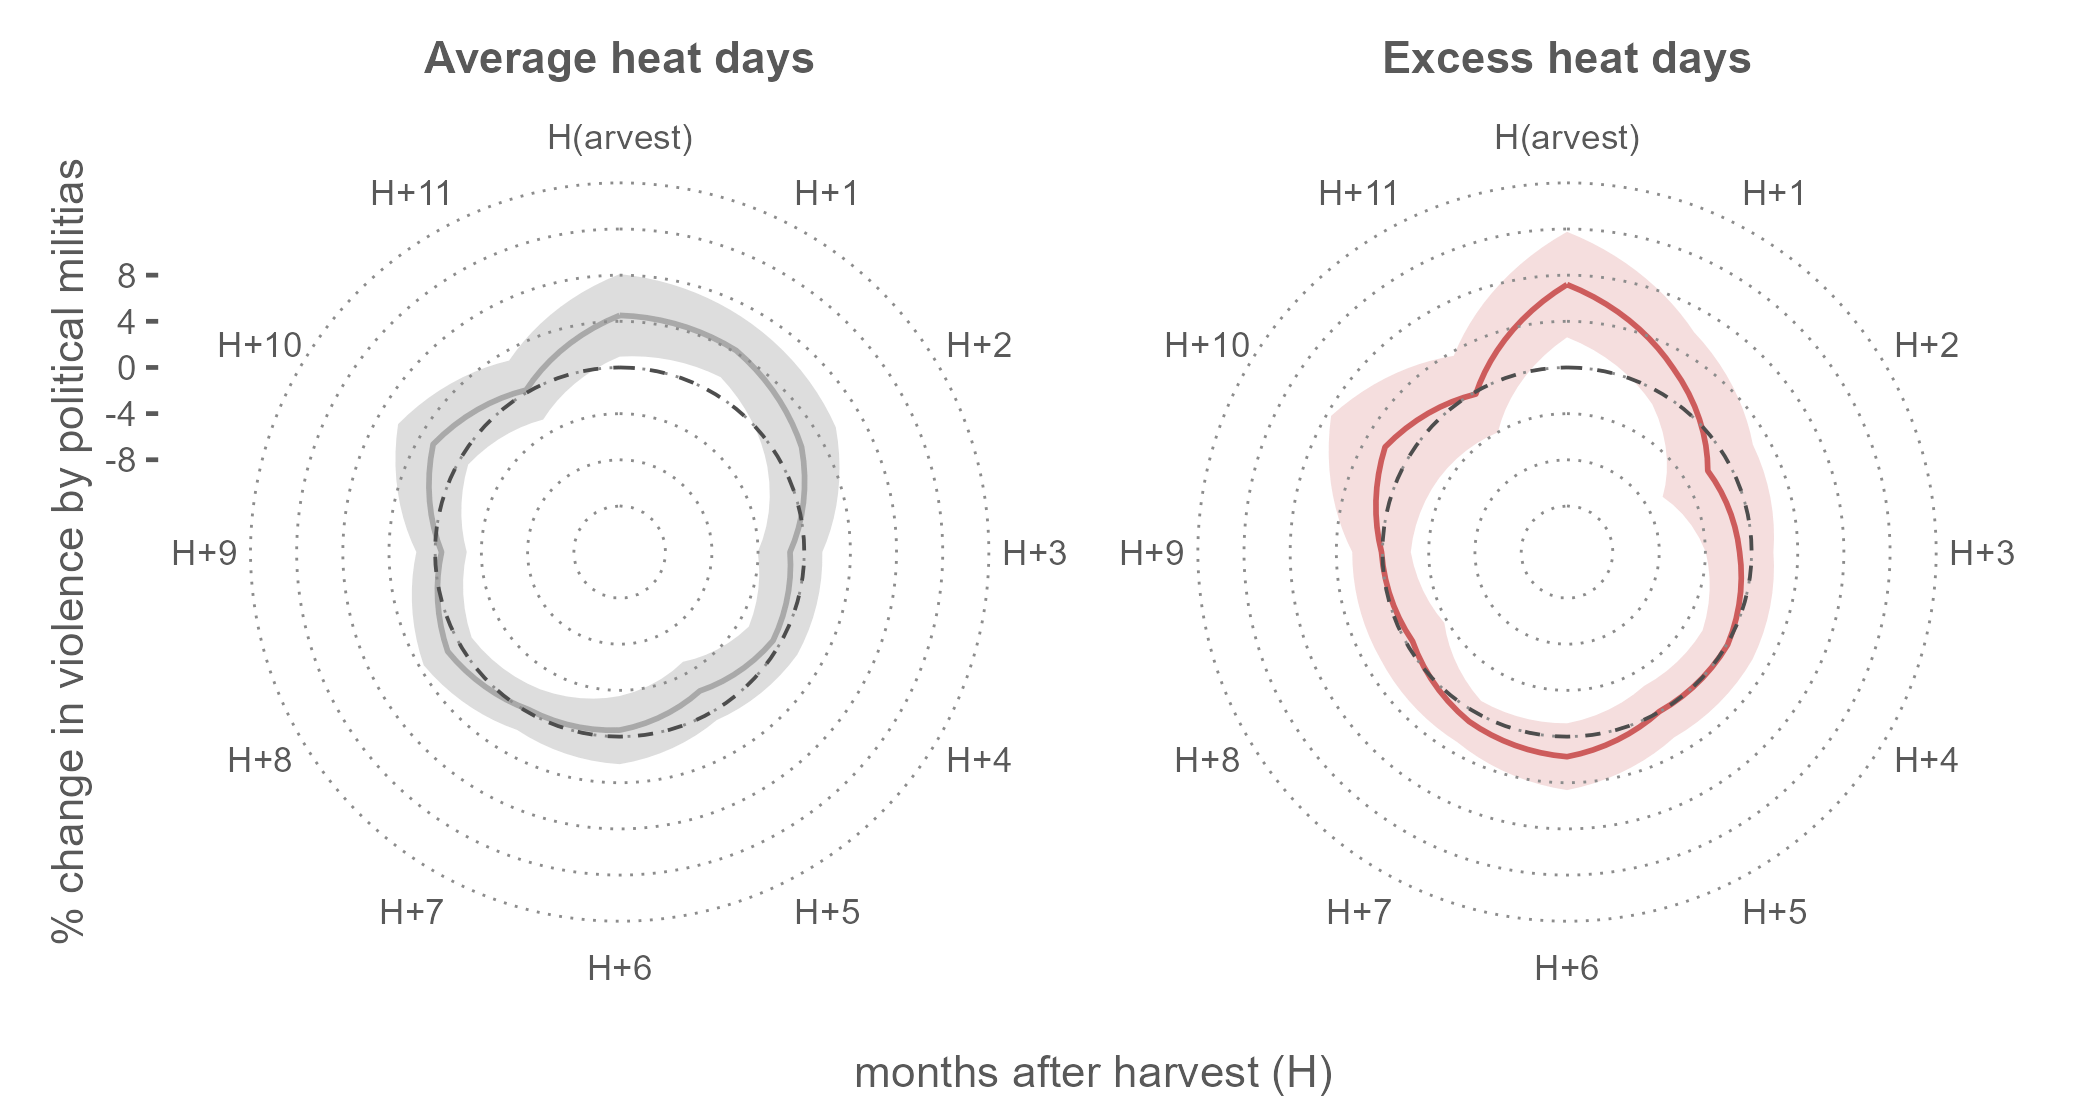 Average heat days
Excess heat days
% change in violence by political militias
8
4
0
-4
-8
H(arvest)
H+1
H+2
H+3
H+4
H+5
H+6
H+7
H+8
H+9
H+10
H+11
H(arvest)
H+1
H+2
H+3
H+4
H+5
H+6
H+7
H+8
H+9
H+10
H+11
months after harvest (H)